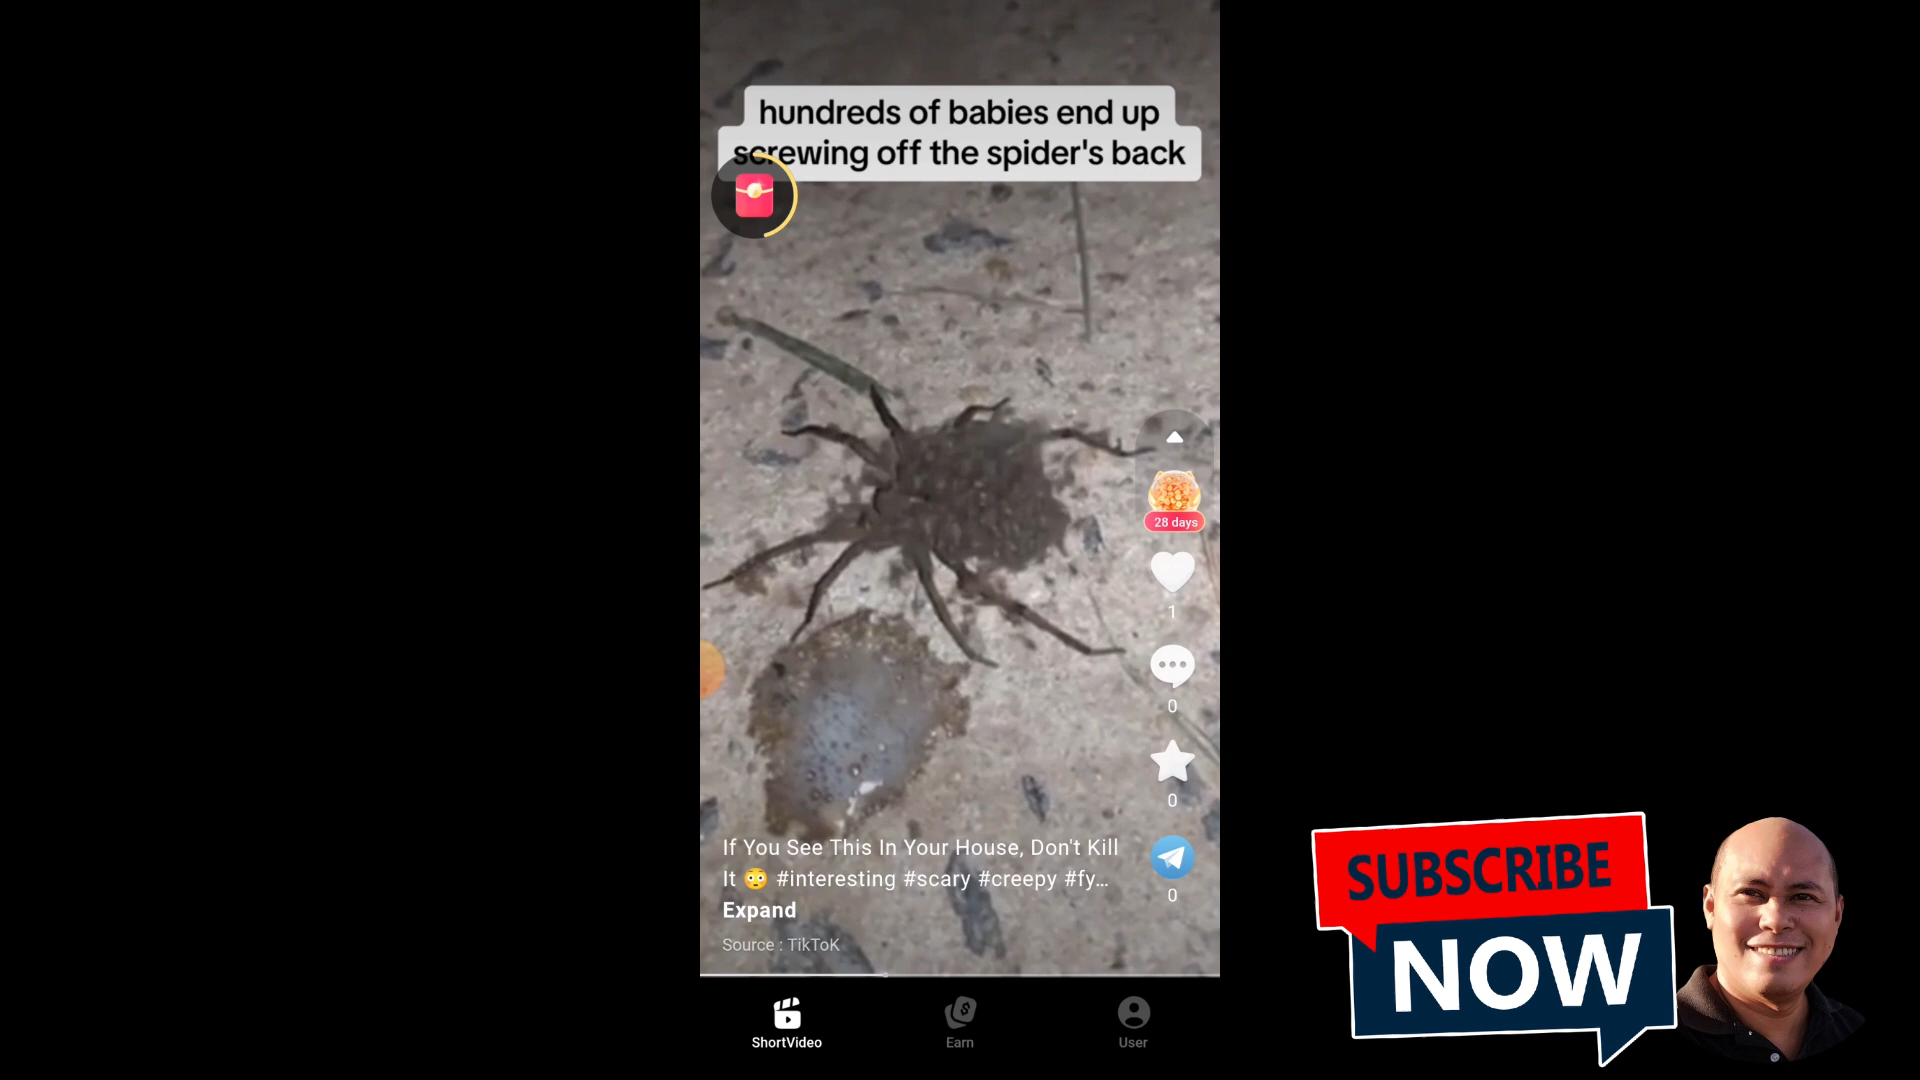 hundreds of babies end up
screwing off the spider's back
28 days
1
0
0
0
If You See This In Your House, Don't Kill
It 😳 #interesting #scary #creepy #fy...
Expand
Source : TikToK
ShortVideo
Earn
User
SUBSCRIBE
NOW